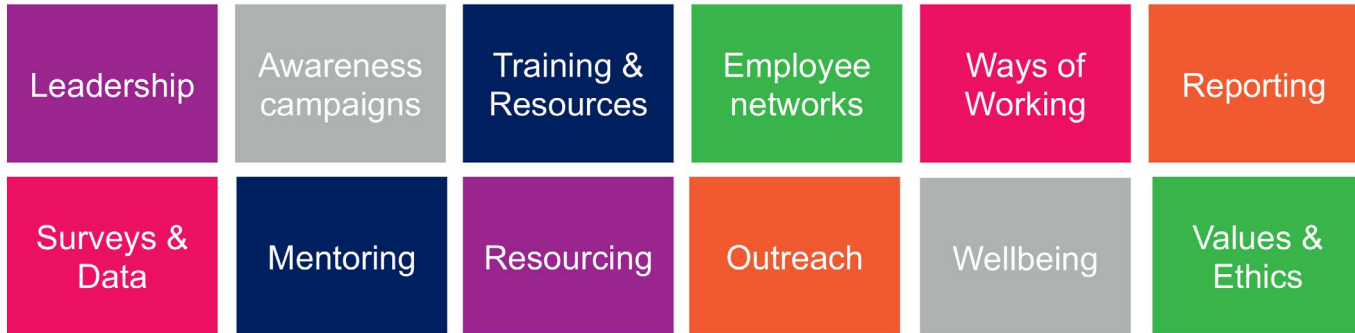 Leadership
Awareness
campaigns
Training &
Resources
Employee
networks
Ways of
Working
Reporting
Surveys &
Data
Mentoring
Resourcing
Outreach
Wellbeing
Values &
Ethics